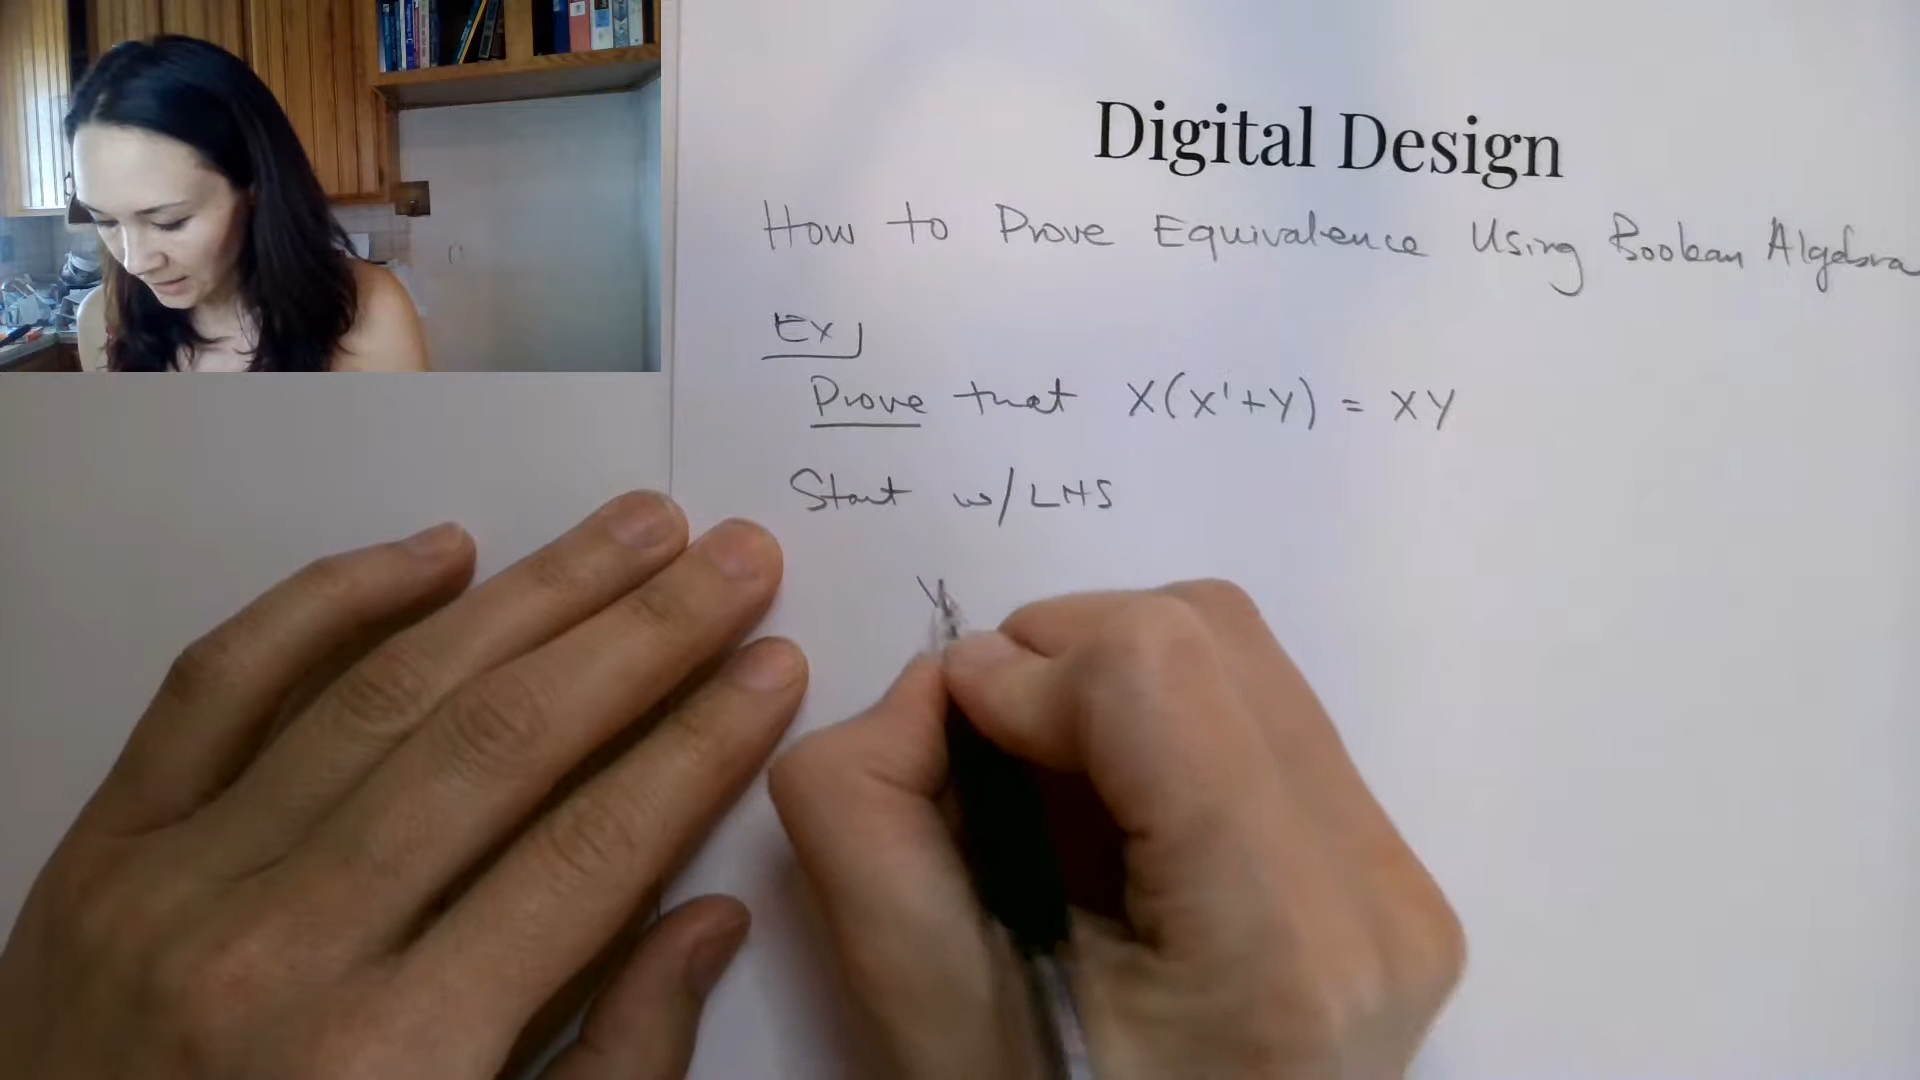 Digital Design
How to Prove Equivalence Using Boolean Algebra
Ex
Prove that X(X'+Y) = XY
Start w/ LHS